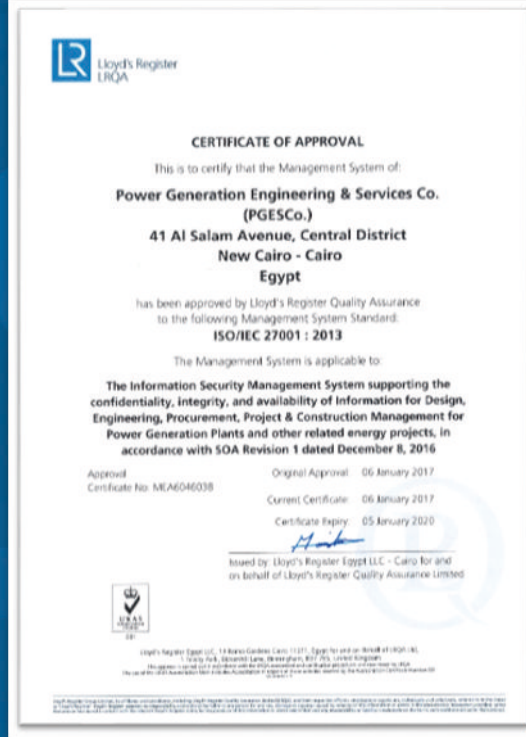 LR
Lloyd's Register
LRQA
CERTIFICATE OF APPROVAL
This is to certify that the Management System of:
Power Generation Engineering & Services Co.
(PGESCo.)
41 Al Salam Avenue, Central District
New Cairo - Cairo
Egypt
has been approved by Lloyd's Register Quality Assurance
to the following Management System Standard:
ISO/IEC 27001 : 2013
The Management System is applicable to:
The Information Security Management System supporting the
confidentiality, integrity, and availability of Information for Design,
Engineering, Procurement, Project & Construction Management for
Power Generation Plants and other related energy projects, in
accordance with SOA Revision 1 dated December 8, 2016
Approval
Certificate No: MEA6046038
Original Approval: 06 January 2017
Current Certificate: 06 January 2017
Certificate Expiry: 05 January 2020
Issued by: Lloyd's Register Egypt LLC - Cairo for and
on behalf of Lloyd's Register Quality Assurance Limited
UKAS
001